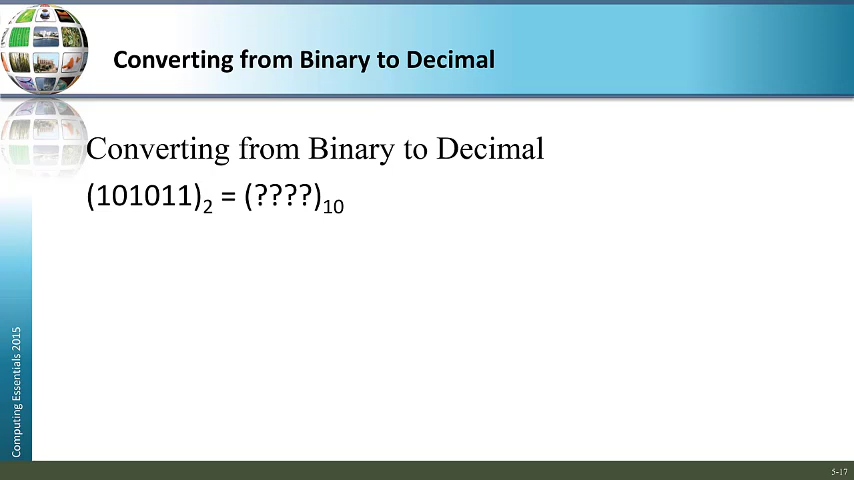 Converting from Binary to Decimal
Converting from Binary to Decimal
(101011)₂ = (????)₁₀
Computing Essentials 2015
5-17